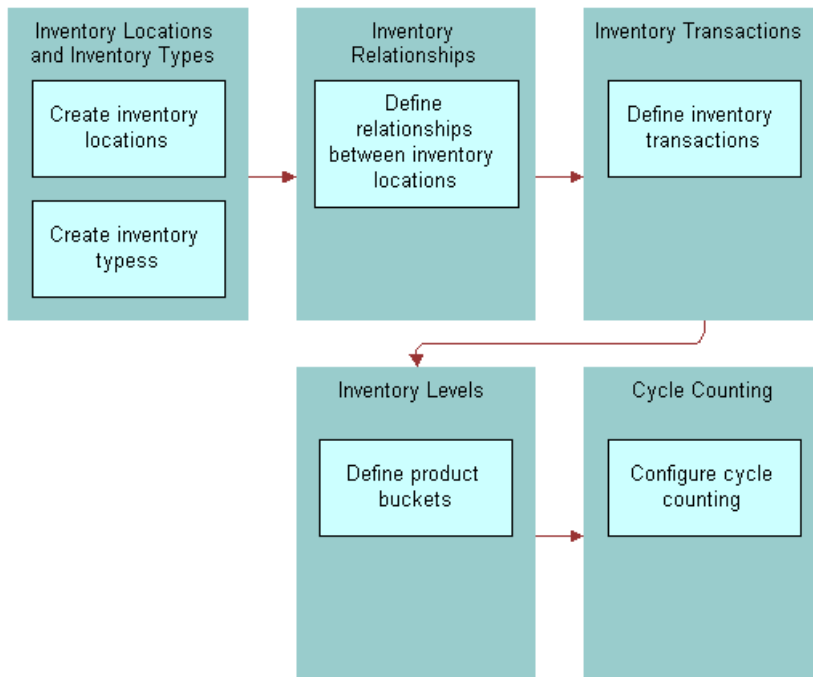 Inventory Locations
and Inventory Types
Create inventory
locations
Create inventory
typess
Inventory
Relationships
Define
relationships
between inventory
locations
Inventory Transactions
Define inventory
transactions
Inventory Levels
Define product
buckets
Cycle Counting
Configure cycle
counting